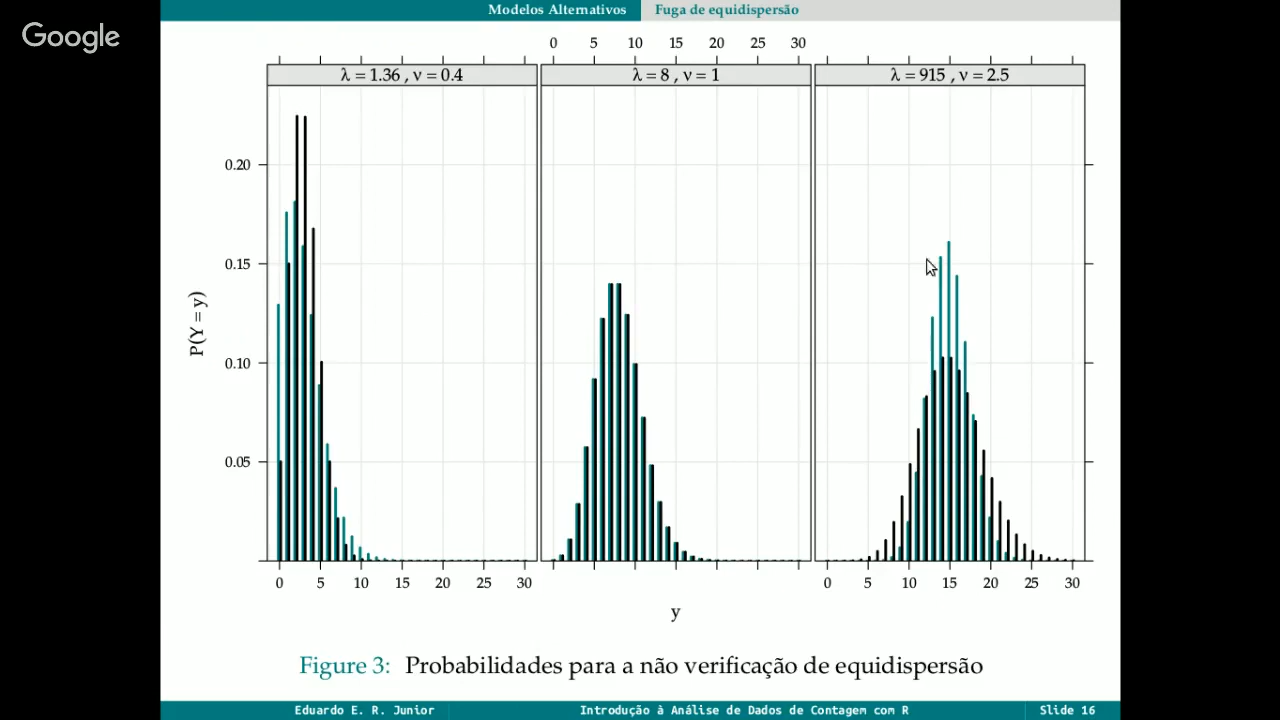 Modelos Alternativos Fuga de equidispersão
Google
0 5 10 15 20 25 30
λ = 1.36 , ν = 0.4 λ = 8 , ν = 1 λ = 915 , ν = 2.5
0.20
0.15
0.10
0.05
P(Y = y)
0 5 10 15 20 25 30 0 5 10 15 20 25 30
y
Figure 3: Probabilidades para a não verificação de equidispersão
Eduardo E. R. Junior Introdução à Análise de Dados de Contagem com R Slide 16